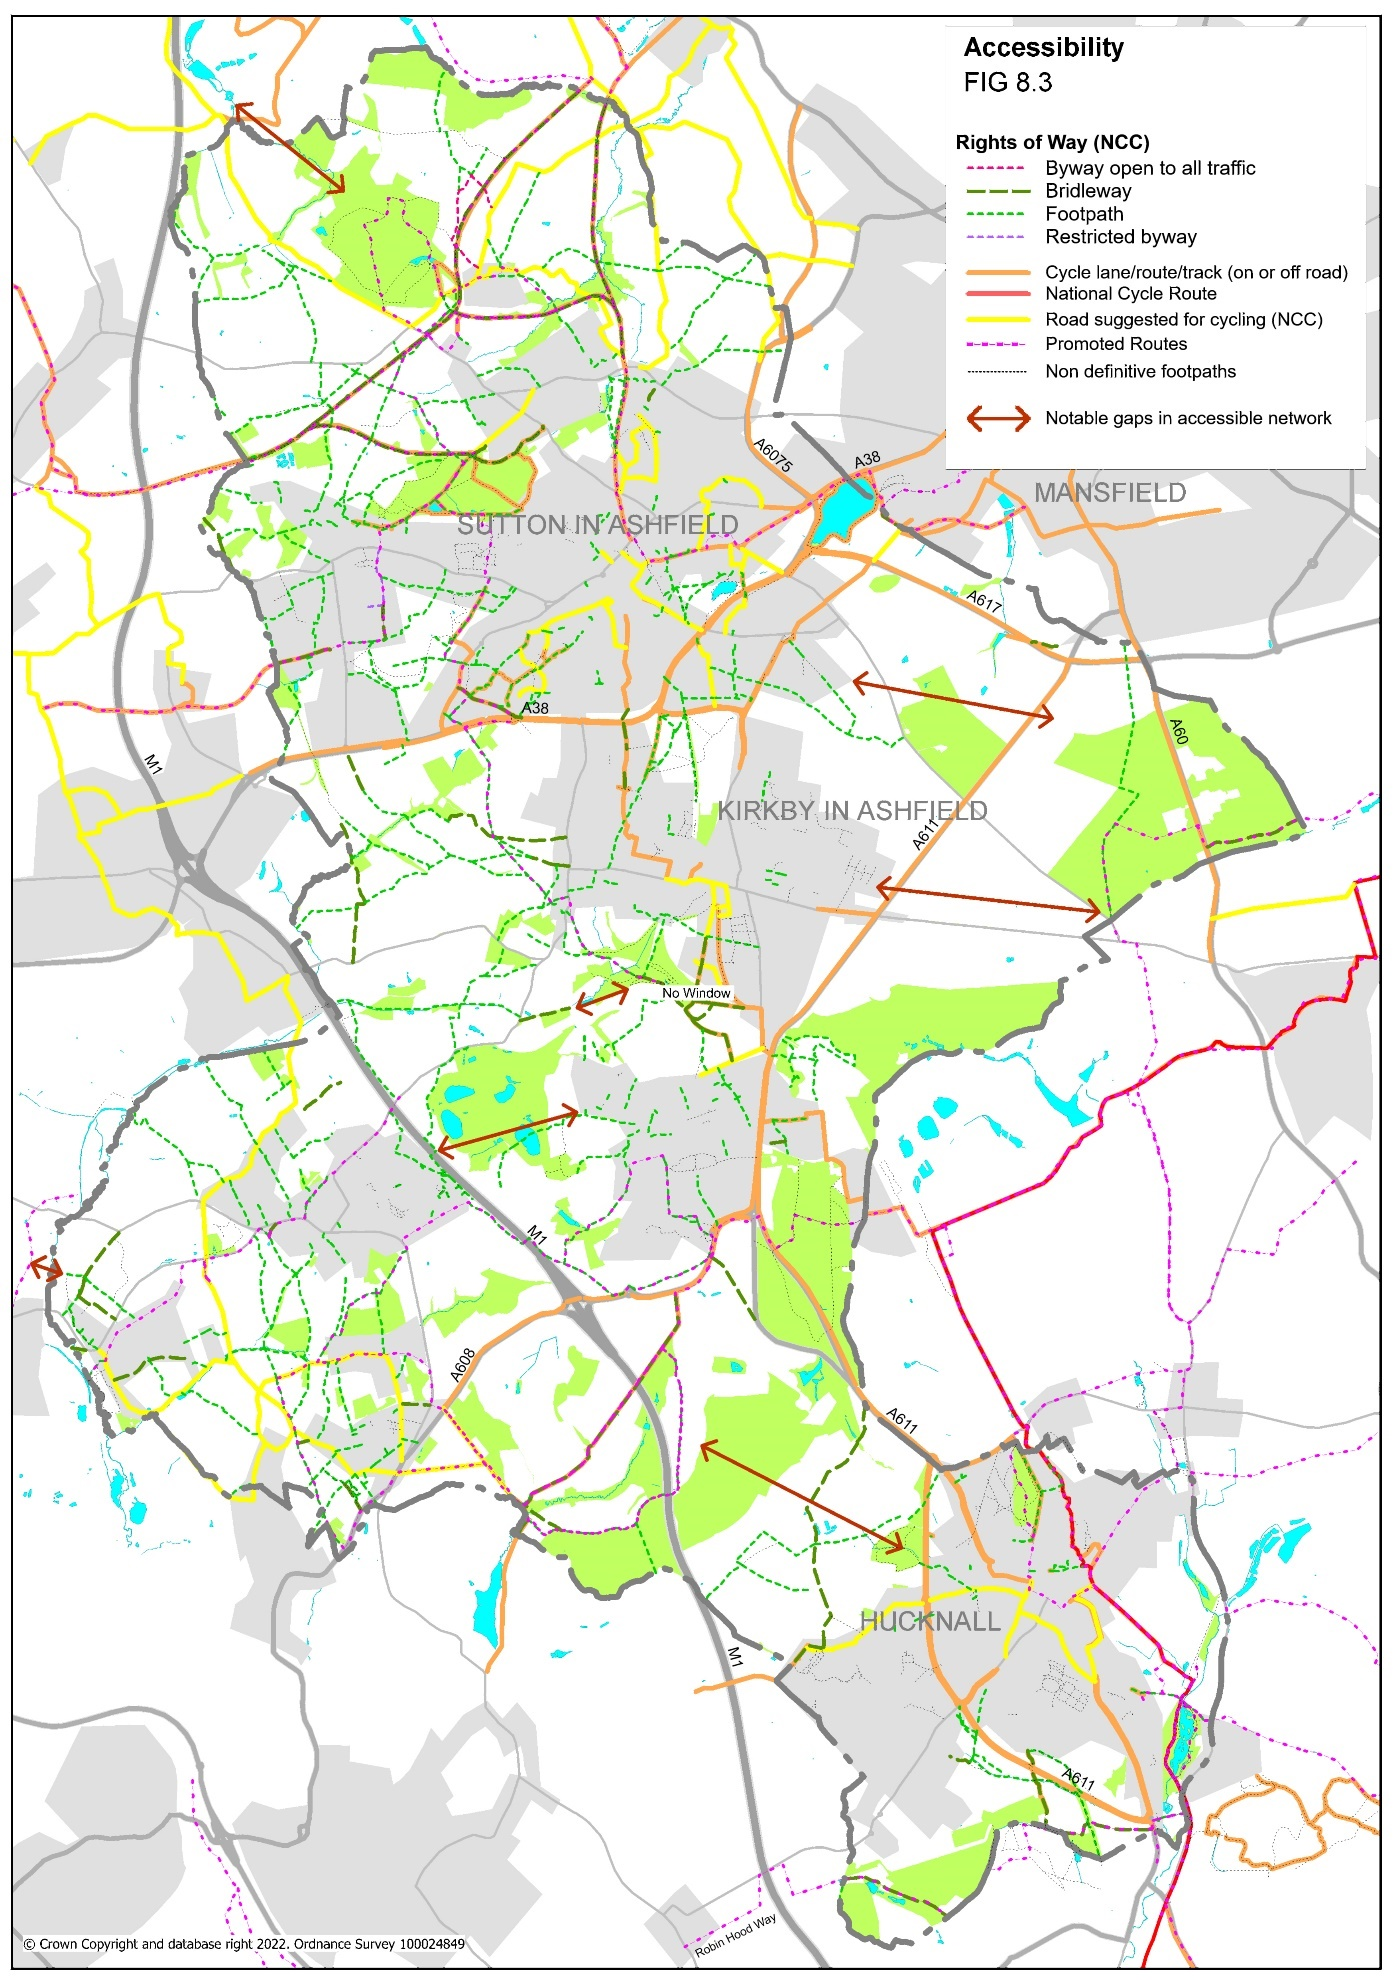 Accessibility
FIG 8.3
Rights of Way (NCC)
Byway open to all traffic
Bridleway
Footpath
Restricted byway
Cycle lane/route/track (on or off road)
National Cycle Route
Road suggested for cycling (NCC)
Promoted Routes
Non definitive footpaths
Notable gaps in accessible network
A6075
A38
MANSFIELD
SUTTON IN ASHFIELD
A617
A38
A60
M1
KIRKBY IN ASHFIELD
A611
No Window
M1
A608
A611
HUCKNALL
M1
A611
Robin Hood Way
© Crown Copyright and database right 2022. Ordnance Survey 100024849